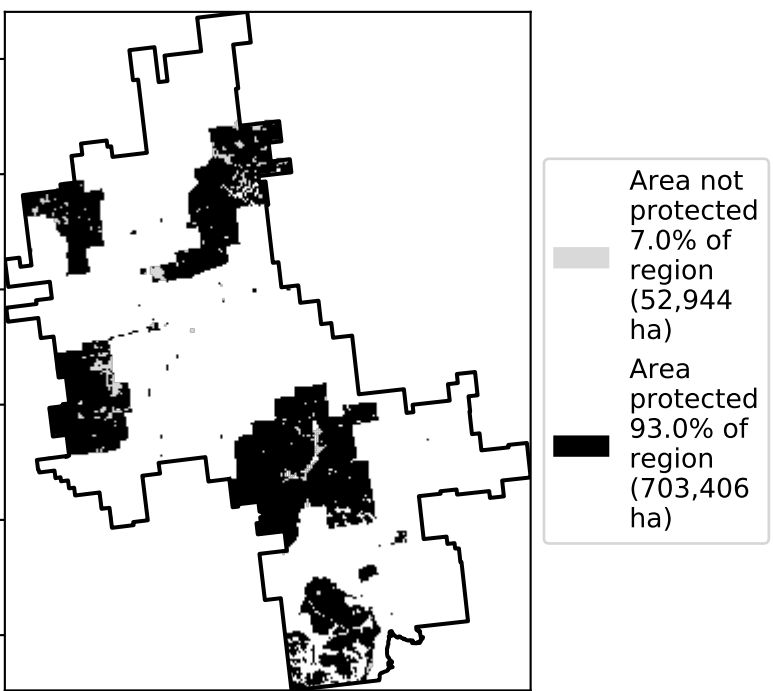 Area not
protected
7.0% of
region
(52,944
ha)
Area
protected
93.0% of
region
(703,406
ha)